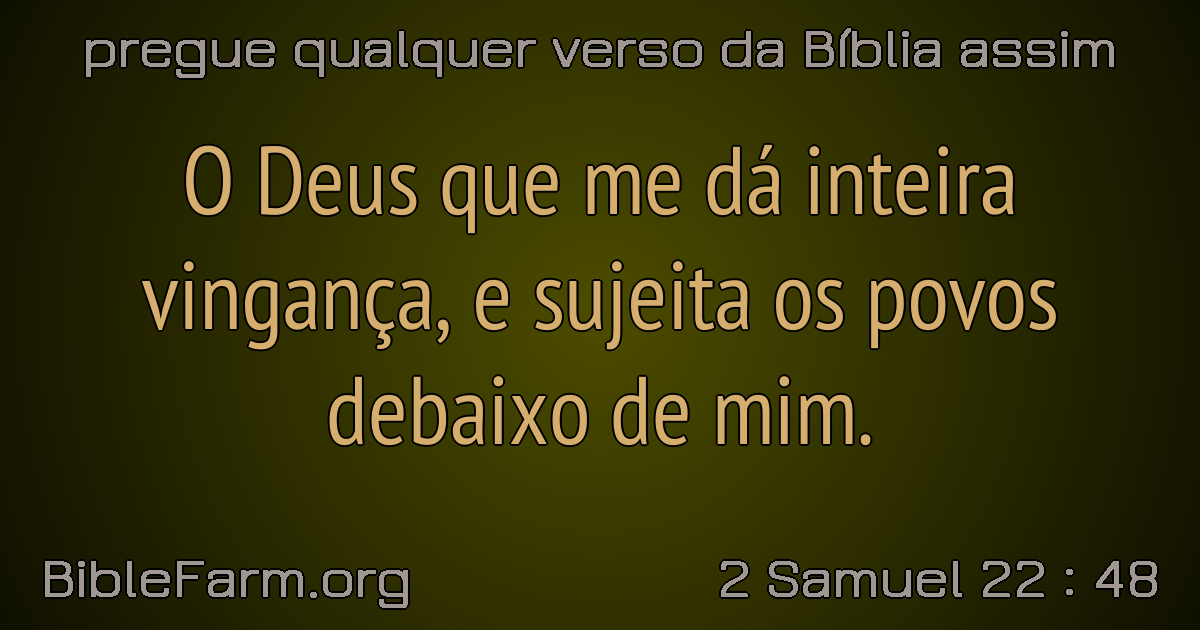 pregue qualquer verso da Bíblia assim
O Deus que me dá inteira
vingança, e sujeita os povos
debaixo de mim.
BibleFarm.org
2 Samuel 22 : 48